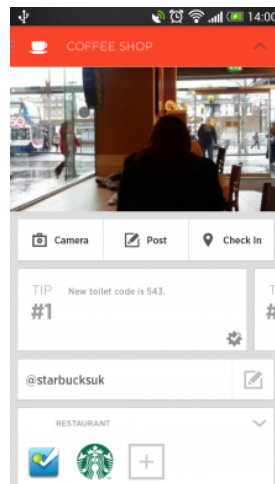 14:00
COFFEE SHOP
Camera
Post
Check In
TIP
New toilet code is 543.
#1
T
#
@starbucksuk
RESTAURANT